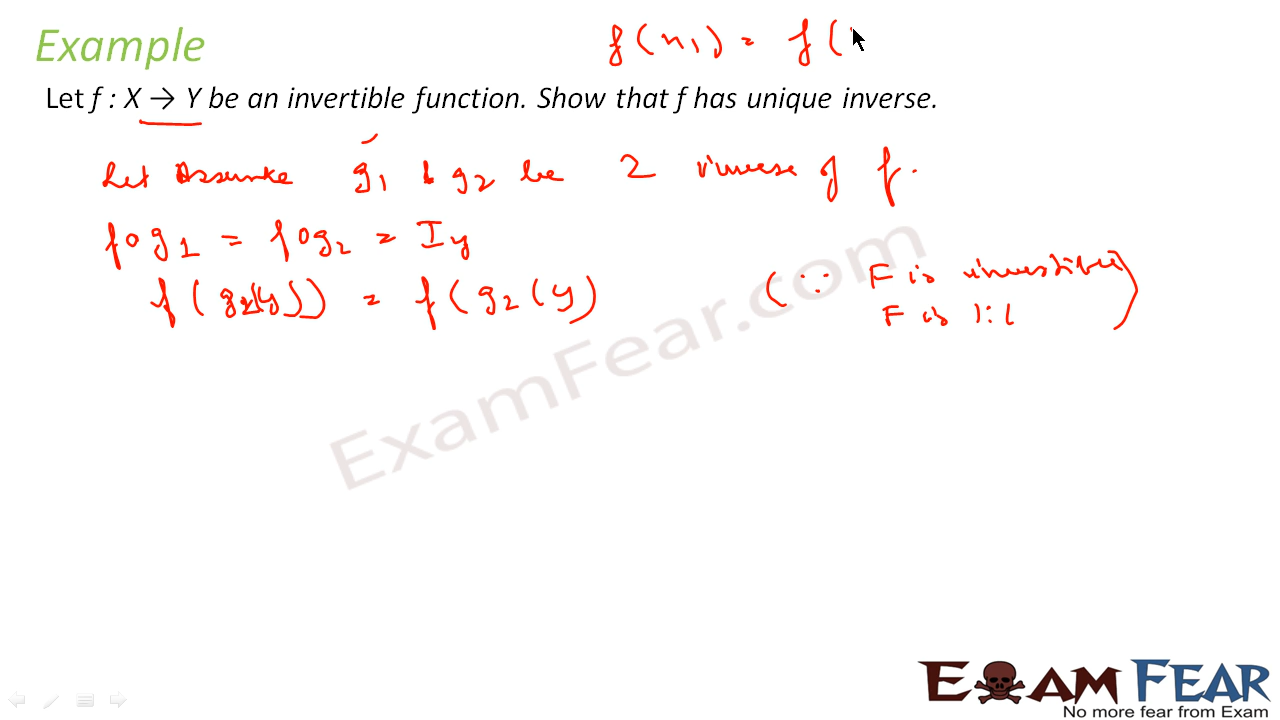 Example
f(x1) = f(
Let f : X → Y be an invertible function. Show that f has unique inverse.
Let Assume g1 & g2 be 2 inverse of f.
fog1 = fog2 = Iy
f(g2(y)) = f(g2(y)
(∵ F is invertible
F is 1:1)
ExamFear.com
EXAM FEAR
No more fear from Exam